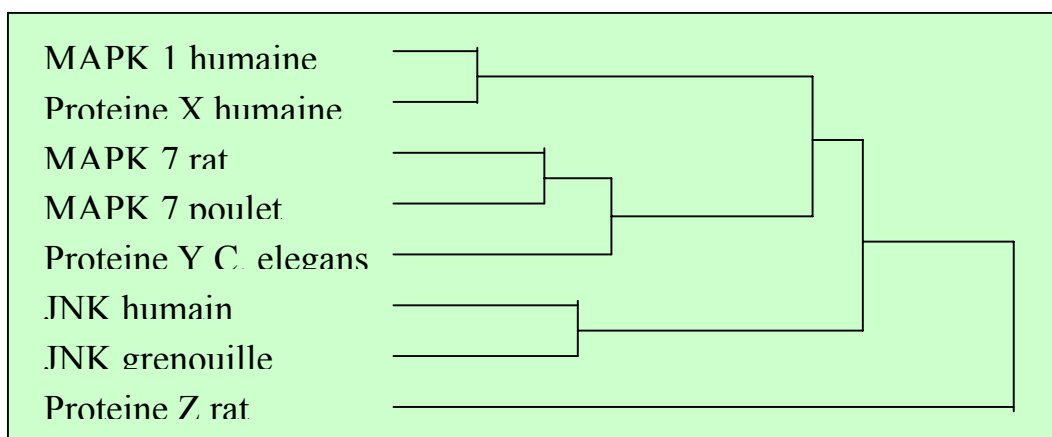 MAPK 1 humaine
Proteine X humaine
MAPK 7 rat
MAPK 7 poulet
Proteine Y C. elegans
JNK humain
JNK grenouille
Proteine Z rat